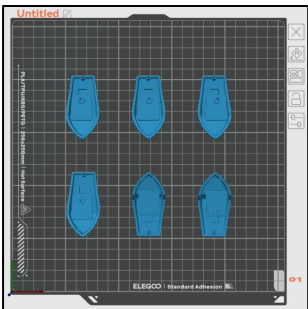 Untitled
PLA/TPU/ABS/PETG | 256x256mm | Hot Surface
ELEGOO | Standard Adhesion
01